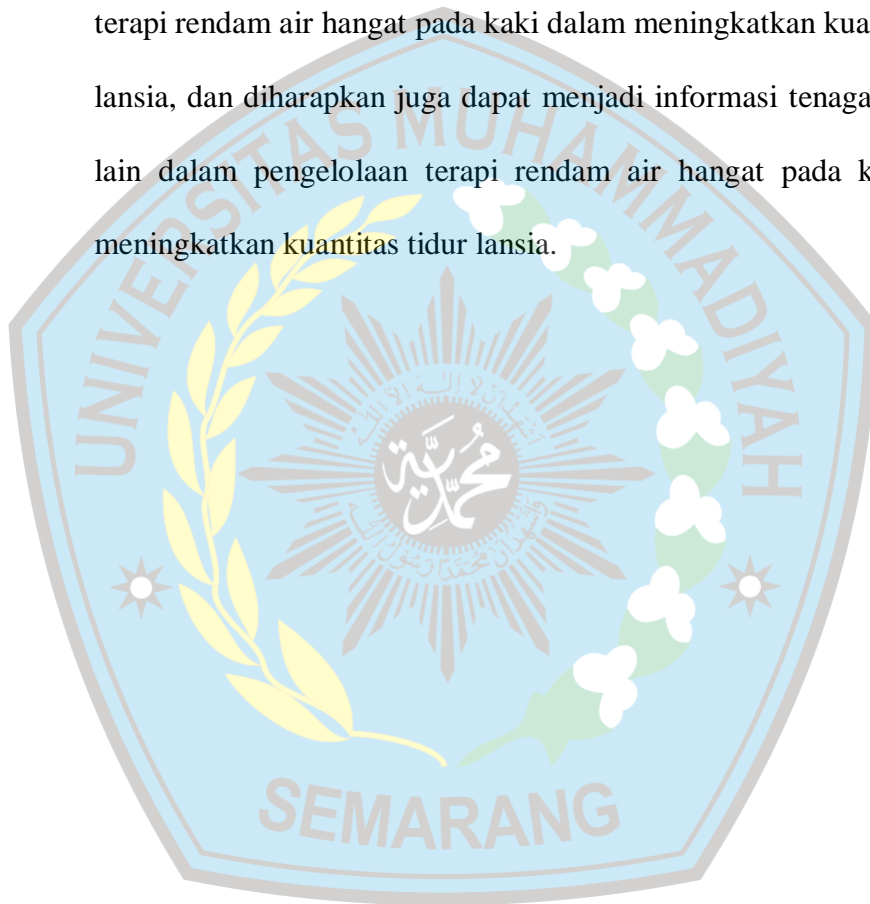 terapi rendam air hangat pada kaki dalam meningkatkan kua
lansia, dan diharapkan juga dapat menjadi informasi tenaga
lain dalam pengelolaan terapi rendam air hangat pada k
meningkatkan kuantitas tidur lansia.
UNIVERSITAS MUHAMMADIYAH
محمدية
SEMARANG